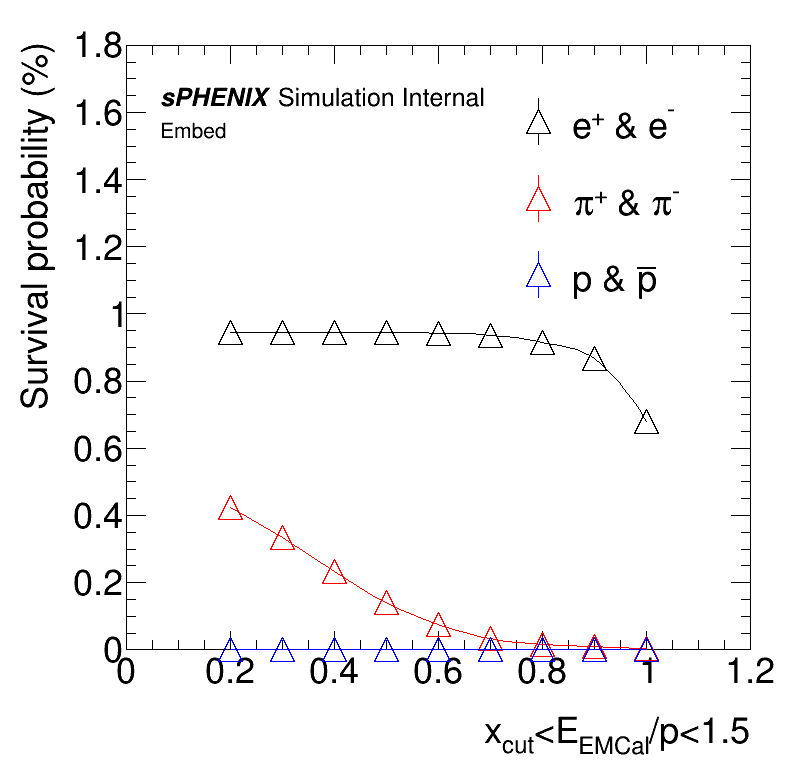 Survival probability (%)
1.8
1.6
1.4
1.2
1
0.8
0.6
0.4
0.2
0
sPHENIX Simulation Internal
Embed
e⁺ & e⁻
π⁺ & π⁻
p & p̅
0 0.2 0.4 0.6 0.8 1 1.2
x_cut<E_EMCal/p<1.5